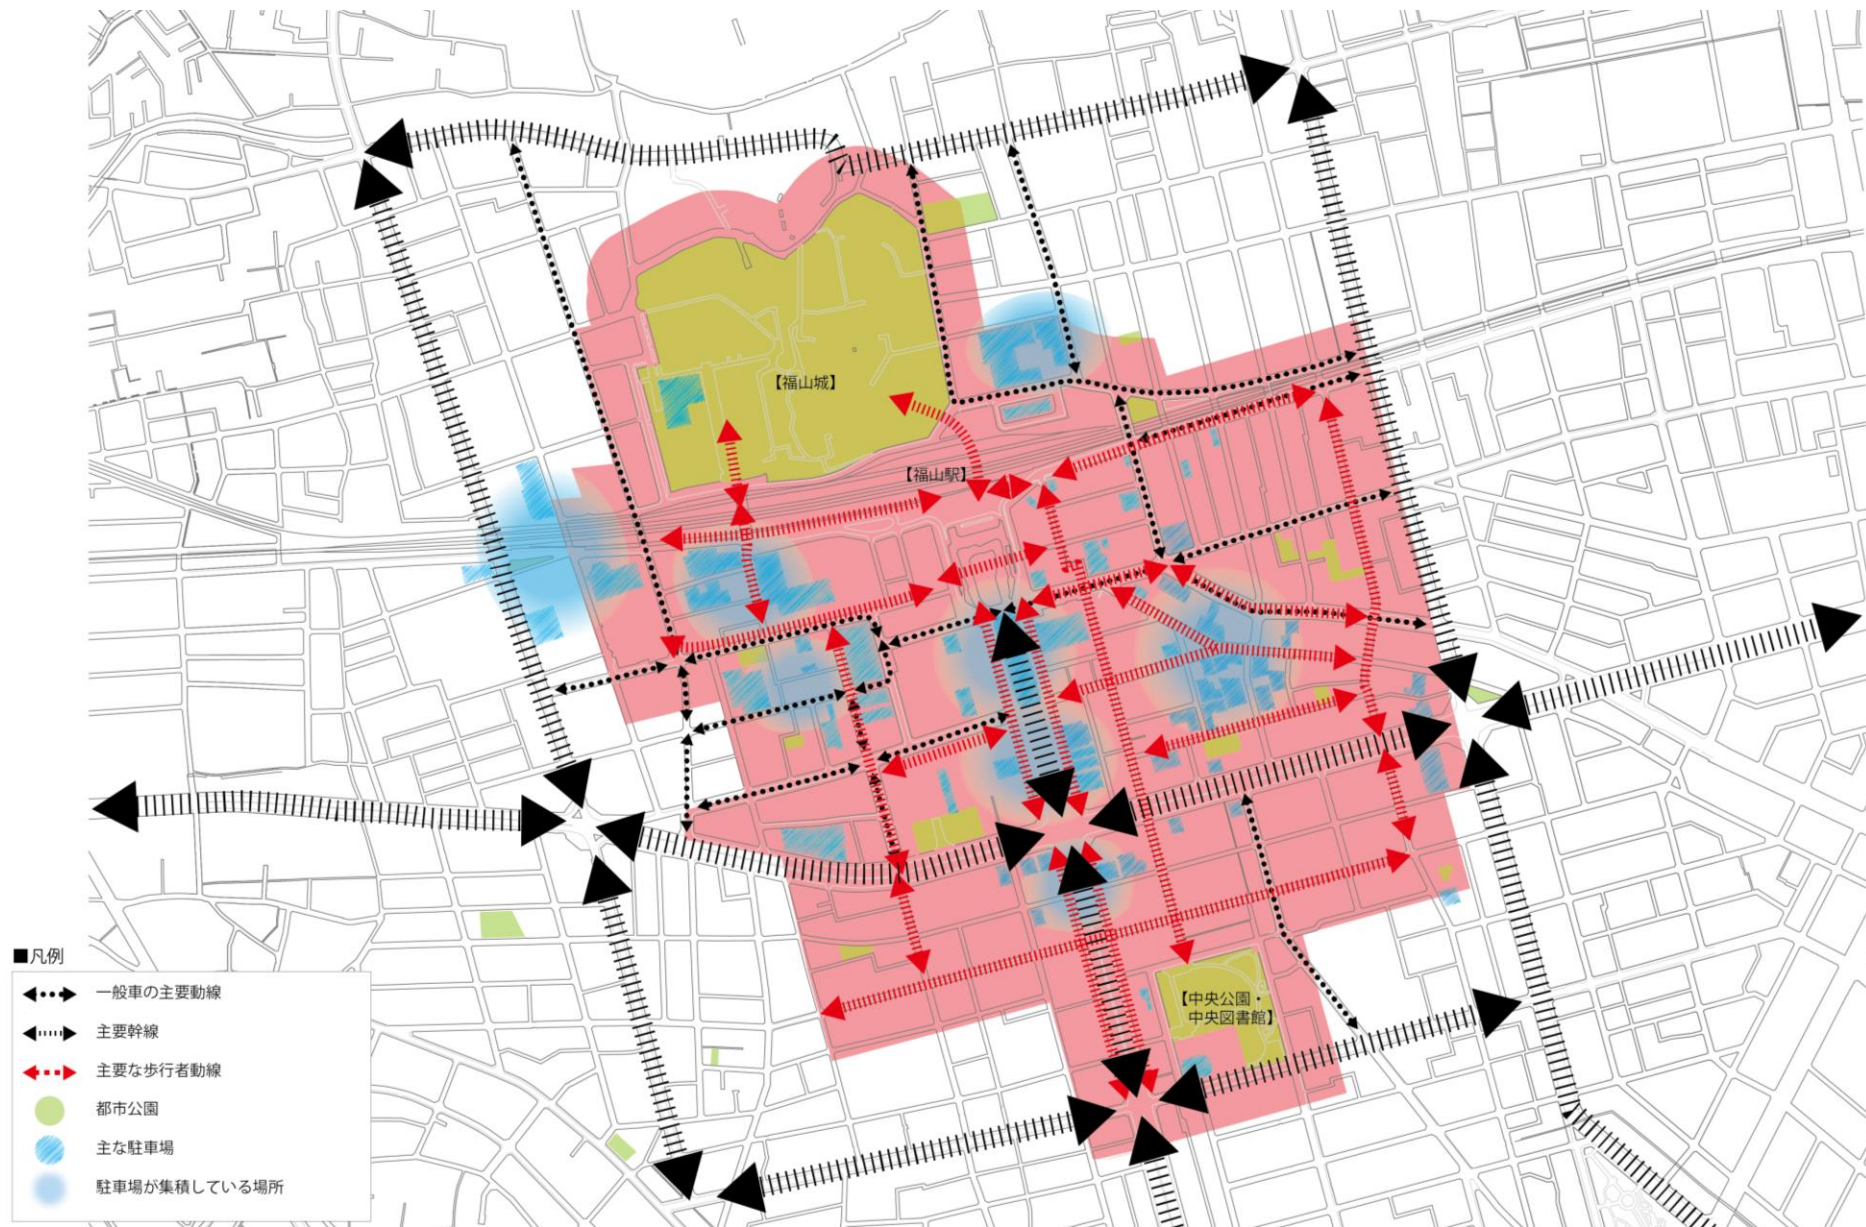 【福山城】
【福山駅】
【中央公園・
中央図書館】
■凡例
一般車の主要動線
主要幹線
主要な歩行者動線
都市公園
主な駐車場
駐車場が集積している場所